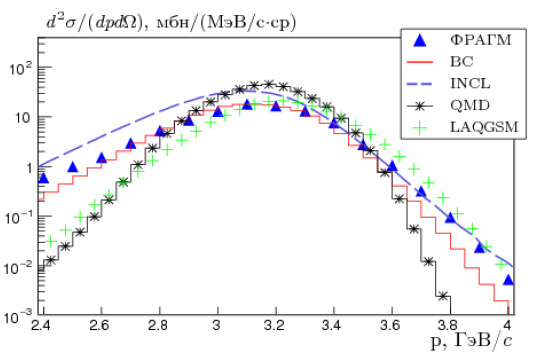 d²σ/(dpdΩ), мбн/(МэВ/с·ср)
ФРАГМ
BC
INCL
QMD
LAQGSM
10²
10
1
10⁻¹
10⁻²
10⁻³
2.4 2.6 2.8 3 3.2 3.4 3.6 3.8 4
p, ГэВ/c